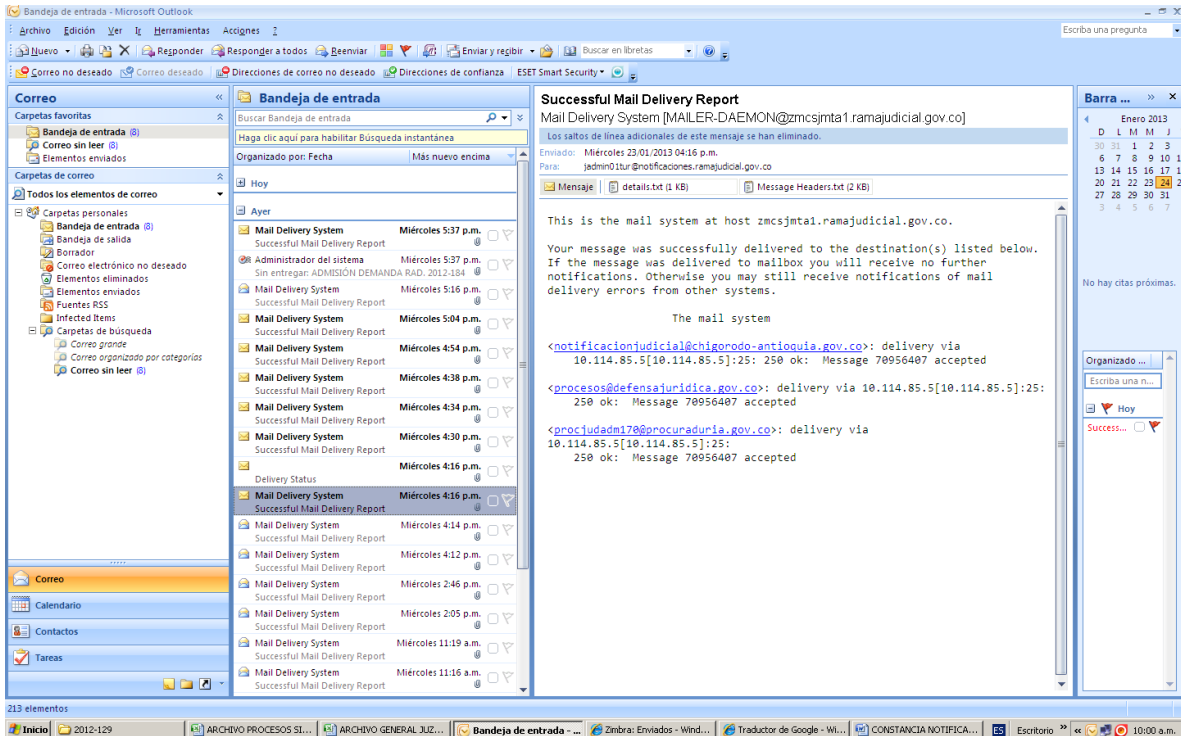 Bandeja de entrada - Microsoft Outlook
Archivo Edición Ver Ir Herramientas Acciones ?
Escriba una pregunta
Nuevo Responder Responder a todos Reenviar Enviar y recibir Buscar en libretas
Correo no deseado Correo deseado Direcciones de correo no deseado Direcciones de confianza ESET Smart Security
Correo «
Carpetas favoritas
Bandeja de entrada (8)
Correo sin leer (8)
Elementos enviados
Carpetas de correo
Todos los elementos de correo
Carpetas personales
Bandeja de entrada (8)
Bandeja de salida
Borrador
Correo electrónico no deseado
Elementos eliminados
Elementos enviados
Fuentes RSS
Infected Items
Carpetas de búsqueda
Correo grande
Correo organizado por categorías
Correo sin leer (8)
Correo
Calendario
Contactos
Tareas
Bandeja de entrada
Buscar Bandeja de entrada
Haga clic aquí para habilitar Búsqueda instantánea
Organizado por: Fecha Más nuevo encima
Hoy
Ayer
Mail Delivery System Miércoles 5:37 p.m.
Successful Mail Delivery Report
Administrador del sistema Miércoles 5:37 p.m.
Sin entregar: ADMISIÓN DEMANDA RAD. 2012-184
Mail Delivery System Miércoles 5:16 p.m.
Successful Mail Delivery Report
Mail Delivery System Miércoles 5:04 p.m.
Successful Mail Delivery Report
Mail Delivery System Miércoles 4:54 p.m.
Successful Mail Delivery Report
Mail Delivery System Miércoles 4:38 p.m.
Successful Mail Delivery Report
Mail Delivery System Miércoles 4:34 p.m.
Successful Mail Delivery Report
Mail Delivery System Miércoles 4:30 p.m.
Successful Mail Delivery Report
Miércoles 4:16 p.m.
Delivery Status
Mail Delivery System Miércoles 4:16 p.m.
Successful Mail Delivery Report
Mail Delivery System Miércoles 4:14 p.m.
Successful Mail Delivery Report
Mail Delivery System Miércoles 4:12 p.m.
Successful Mail Delivery Report
Mail Delivery System Miércoles 2:46 p.m.
Successful Mail Delivery Report
Mail Delivery System Miércoles 2:05 p.m.
Successful Mail Delivery Report
Mail Delivery System Miércoles 11:19 a.m.
Successful Mail Delivery Report
Mail Delivery System Miércoles 11:16 a.m.
Successful Mail Delivery Report
Successful Mail Delivery Report
Mail Delivery System [MAILER-DAEMON@zmcsjmta1.ramajudicial.gov.co]
Los saltos de línea adicionales de este mensaje se han eliminado.
Enviado: Miércoles 23/01/2013 04:16 p.m.
Para: jadmin01tur@notificaciones.ramajudicial.gov.co
Mensaje details.txt (1 KB) Message Headers.txt (2 KB)
This is the mail system at host zmcsjmta1.ramajudicial.gov.co.
Your message was successfully delivered to the destination(s) listed below.
If the message was delivered to mailbox you will receive no further
notifications. Otherwise you may still receive notifications of mail
delivery errors from other systems.
The mail system
<notificacionjudicial@chigorodo-antioquia.gov.co>: delivery via
10.114.85.5[10.114.85.5]:25: 250 ok: Message 70956407 accepted
<procesos@defensajuridica.gov.co>: delivery via 10.114.85.5[10.114.85.5]:25:
250 ok: Message 70956407 accepted
<procjudadm170@procuraduria.gov.co>: delivery via
10.114.85.5[10.114.85.5]:25:
250 ok: Message 70956407 accepted
Barra ... »
Enero 2013
D L M M J
30 31 1 2 3
6 7 8 9 10 1
13 14 15 16 17 1
20 21 22 23 24 2
27 28 29 30 31
3 4 5 6 7
No hay citas próximas.
Organizado ...
Escriba una n...
Hoy
Success...
213 elementos
Inicio 2012-129 ARCHIVO PROCESOS SI... ARCHIVO GENERAL JUZ... Bandeja de entrada - ... Zimbra: Enviados - Wind... Traductor de Google - Wi... CONSTANCIA NOTIFICA... ES Escritorio » « 10:00 a.m.